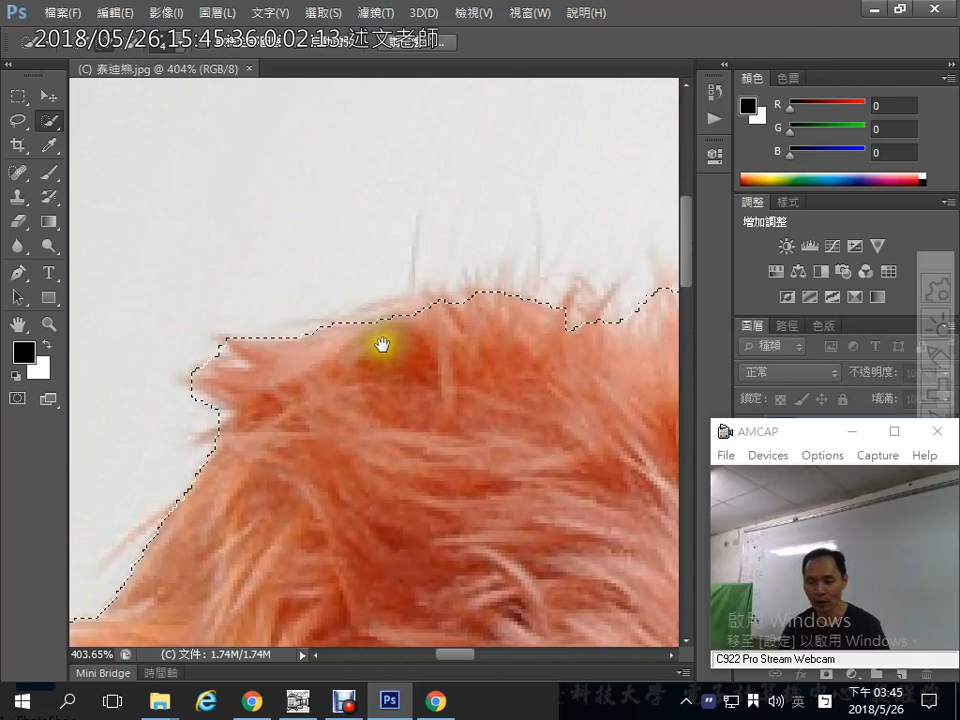 Ps 檔案(F) 編輯(E) 影像(I) 圖層(L) 文字(Y) 選取(S) 濾鏡(T) 3D(D) 檢視(V) 視窗(W) 說明(H)
2018/05/26 15:45:36 0:02:13 述文老師
(C) 泰迪熊.jpg @ 404% (RGB/8) ×
顏色 色票
R 0
G 0
B 0
調整 樣式
增加調整
圖層 路徑 色版
種類
正常 不透明度:
鎖定: 填滿:
AMCAP
File Devices Options Capture Help
啟用 Windows
移至 [設定] 以啟用 Windows。
C922 Pro Stream Webcam
403.65% (C) 文件: 1.74M/1.74M
Mini Bridge 時間軸
科技大學
Ps 英 下午 03:45
2018/5/26